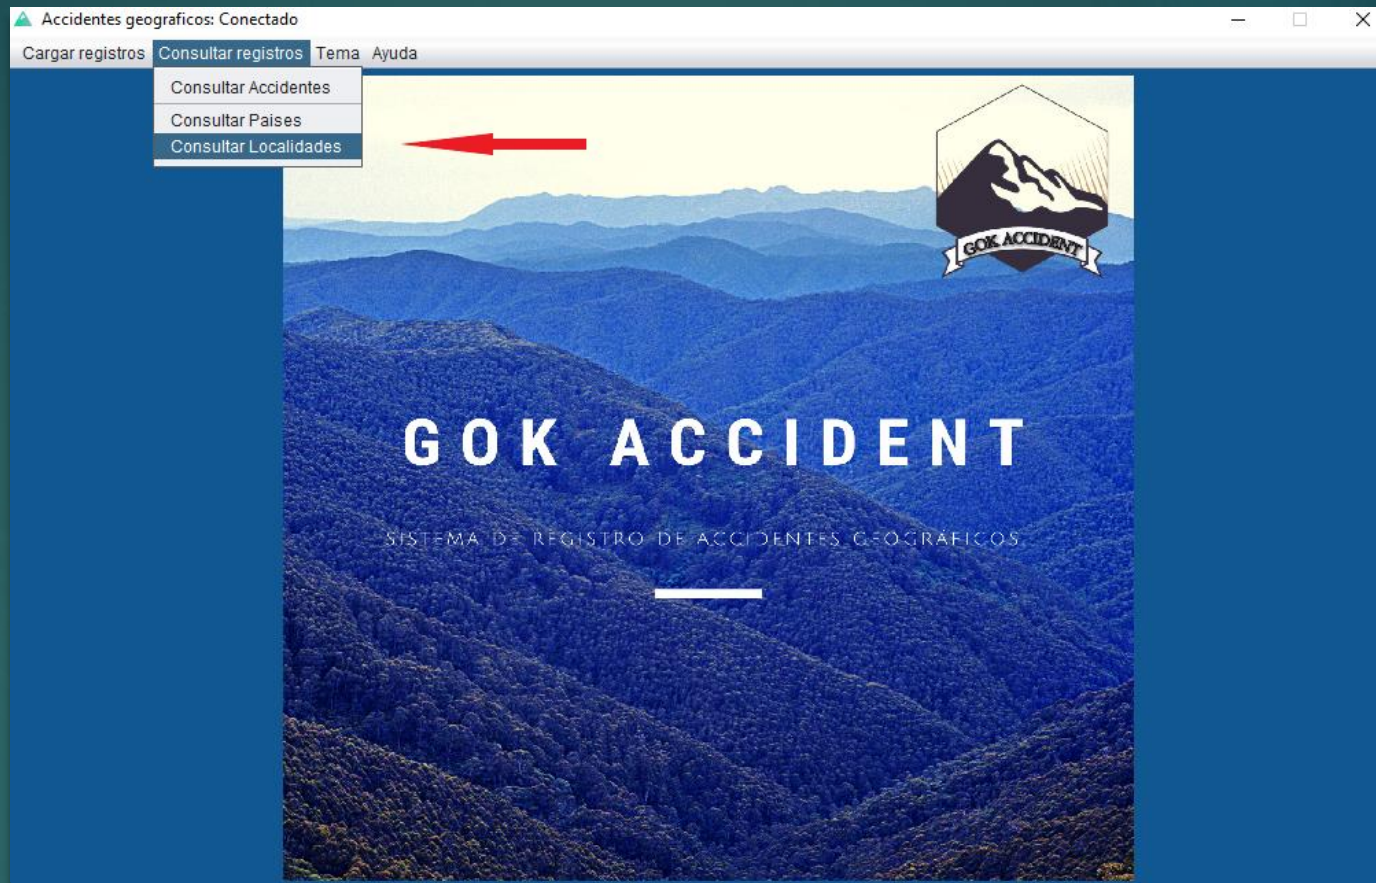 Accidentes geograficos: Conectado
Cargar registros Consultar registros Tema Ayuda
Consultar Accidentes
Consultar Paises
Consultar Localidades
GOK ACCIDENT
GOK ACCIDENT
SISTEMA DE REGISTRO DE ACCIDENTES GEOGRÁFICOS.